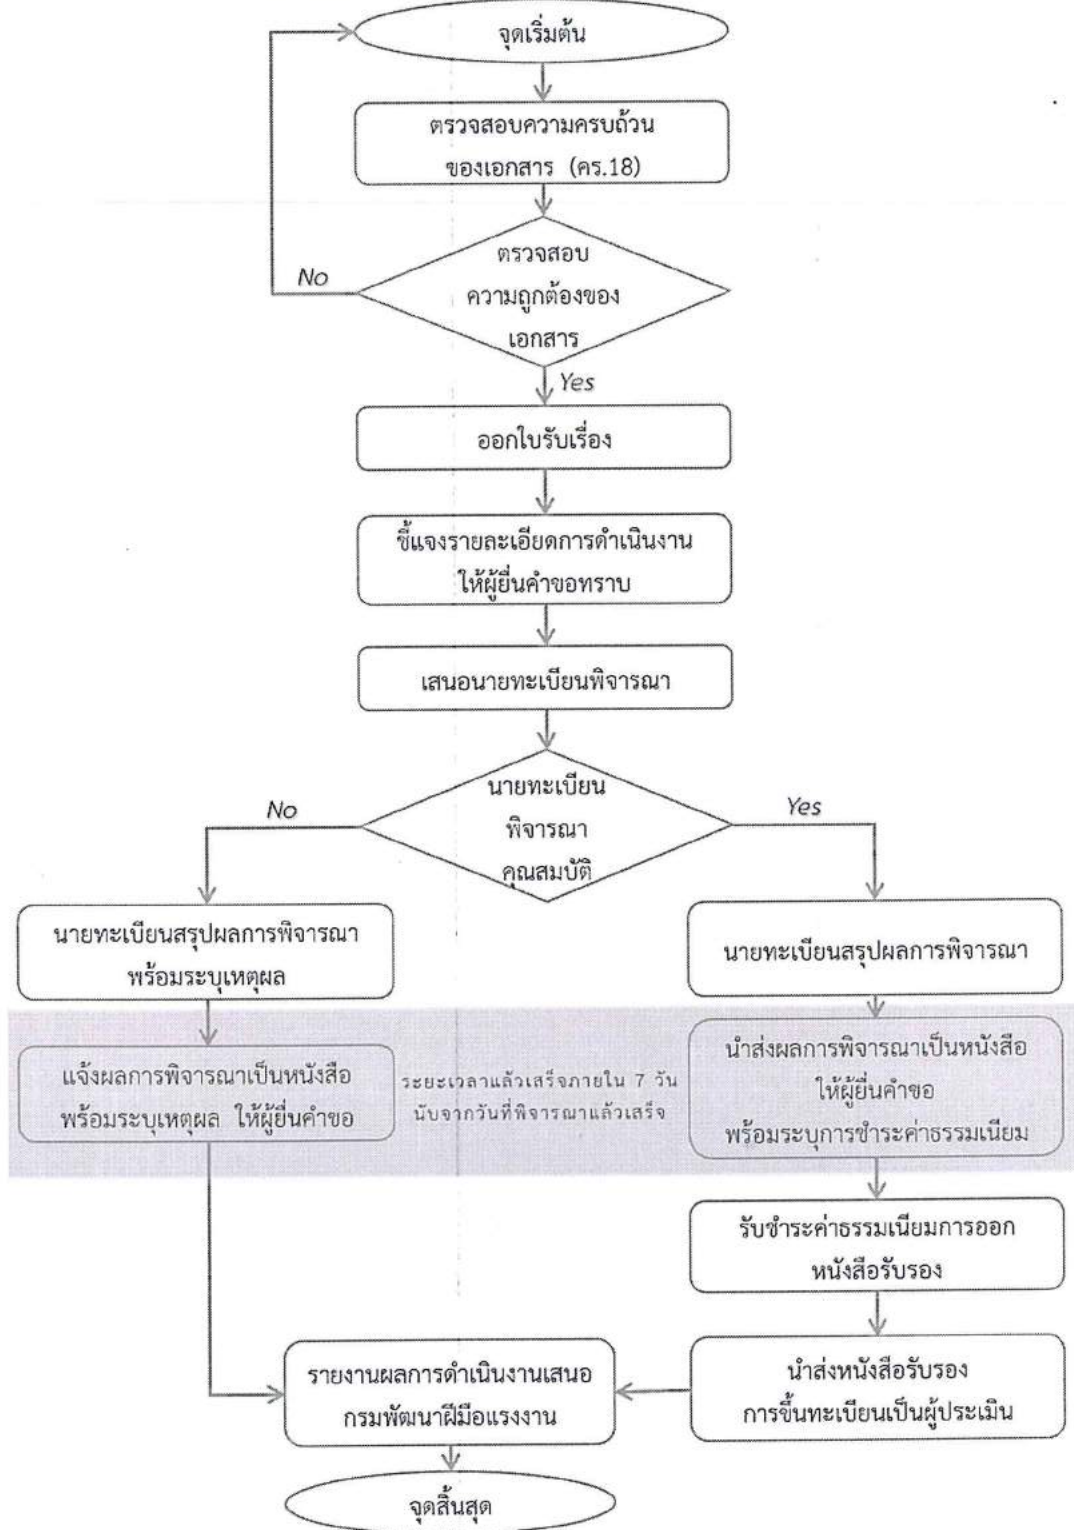 จุดเริ่มต้น
ตรวจสอบความครบถ้วน
ของเอกสาร (คร.18)
ตรวจสอบ
ความถูกต้องของ
เอกสาร
No
Yes
ออกใบรับเรื่อง
ชี้แจงรายละเอียดการดำเนินงาน
ให้ผู้ยื่นคำขอทราบ
เสนอนายทะเบียนพิจารณา
นายทะเบียน
พิจารณา
คุณสมบัติ
No
Yes
นายทะเบียนสรุปผลการพิจารณา
พร้อมระบุเหตุผล
นายทะเบียนสรุปผลการพิจารณา
แจ้งผลการพิจารณาเป็นหนังสือ
พร้อมระบุเหตุผล ให้ผู้ยื่นคำขอ
ระยะเวลาแล้วเสร็จภายใน 7 วัน
นับจากวันที่พิจารณาแล้วเสร็จ
นำส่งผลการพิจารณาเป็นหนังสือ
ให้ผู้ยื่นคำขอ
พร้อมระบุการชำระค่าธรรมเนียม
รับชำระค่าธรรมเนียมการออก
หนังสือรับรอง
นำส่งหนังสือรับรอง
การขึ้นทะเบียนเป็นผู้ประเมิน
รายงานผลการดำเนินงานเสนอ
กรมพัฒนาฝีมือแรงงาน
จุดสิ้นสุด